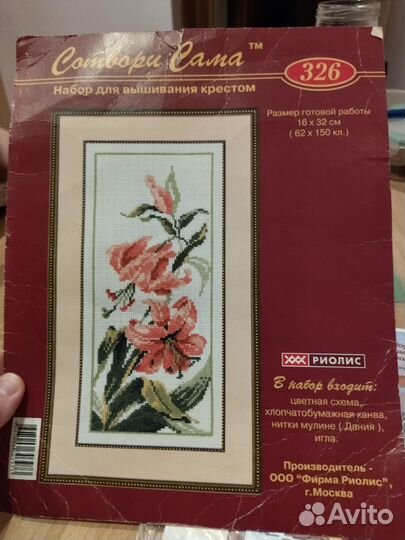 Сотвори Сама™
326
Набор для вышивания крестом
Размер готовой работы
16 х 32 см
( 62 х 150 кл.)
РИОЛИС
В набор входит:
цветная схема,
хлопчатобумажная канва,
нитки мулине ( Дания ),
игла.
Производитель -
ООО "Фирма Риолис",
г.Москва
Avito